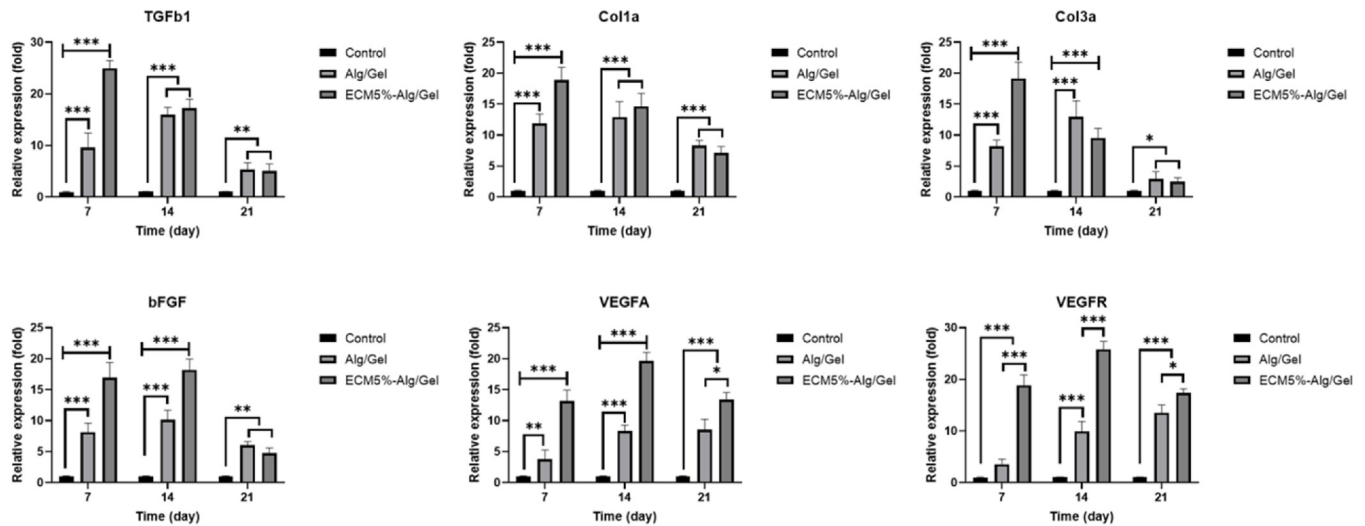 TGFb1
Relative expression (fold)
30
20
10
0
***
***
***
**
7
14
21
Time (day)
Control
Alg/Gel
ECM5%-Alg/Gel
Col1a
Relative expression (fold)
25
20
15
10
5
0
***
***
***
***
7
14
21
Time (day)
Control
Alg/Gel
ECM5%-Alg/Gel
Col3a
Relative expression (fold)
25
20
15
10
5
0
***
***
***
***
*
7
14
21
Time (day)
Control
Alg/Gel
ECM5%-Alg/Gel
bFGF
Relative expression (fold)
25
20
15
10
5
0
***
***
***
***
**
7
14
21
Time (day)
Control
Alg/Gel
ECM5%-Alg/Gel
VEGFA
Relative expression (fold)
25
20
15
10
5
0
***
**
***
***
***
*
7
14
21
Time (day)
Control
Alg/Gel
ECM5%-Alg/Gel
VEGFR
Relative expression (fold)
30
20
10
0
***
***
***
***
***
*
7
14
21
Time (day)
Control
Alg/Gel
ECM5%-Alg/Gel